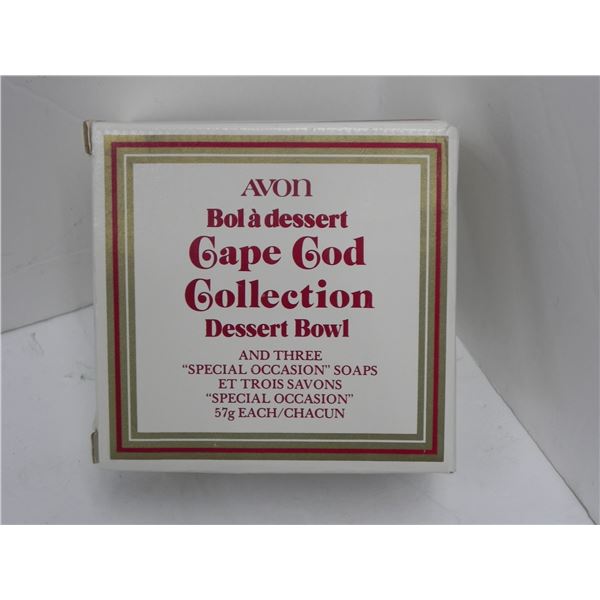 AVON
Bol à dessert
Cape Cod
Collection
Dessert Bowl
AND THREE
“SPECIAL OCCASION” SOAPS
ET TROIS SAVONS
“SPECIAL OCCASION”
57g EACH/CHACUN